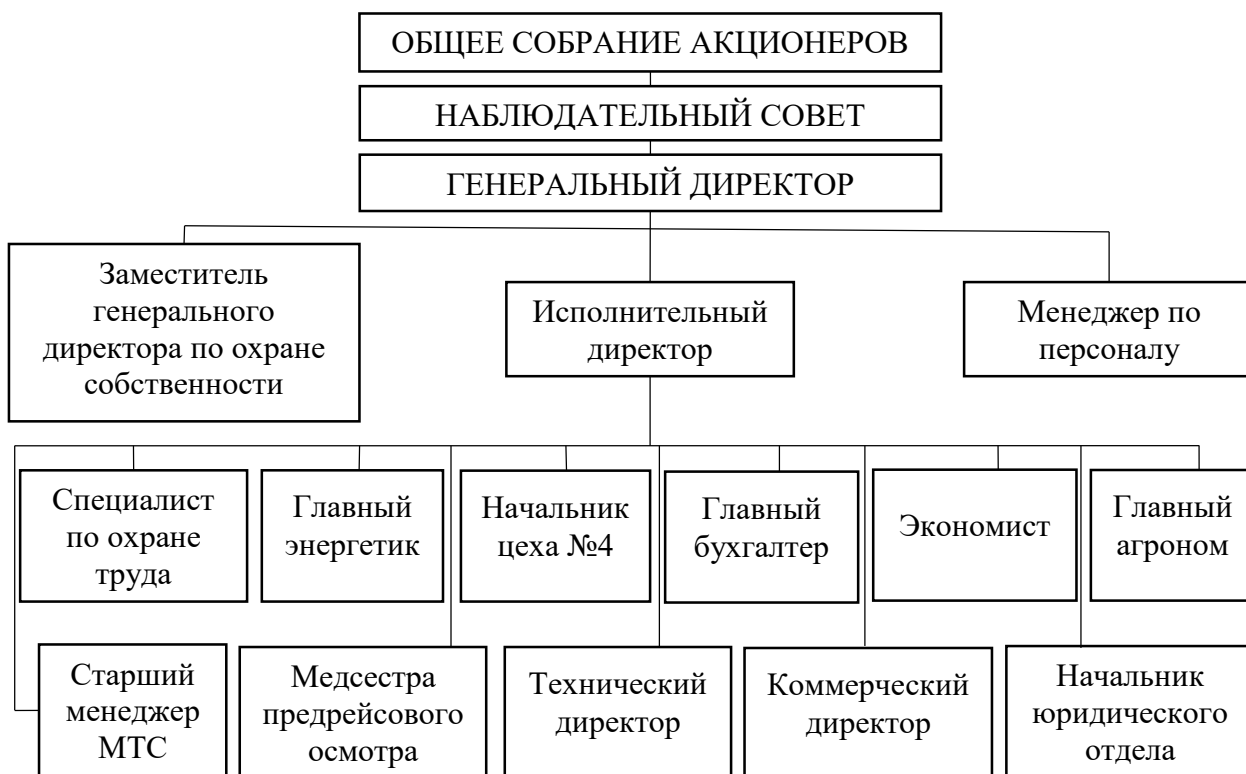 ОБЩЕЕ СОБРАНИЕ АКЦИОНЕРОВ
НАБЛЮДАТЕЛЬНЫЙ СОВЕТ
ГЕНЕРАЛЬНЫЙ ДИРЕКТОР
Заместитель
генерального
директора по охране
собственности
Исполнительный
директор
Менеджер по
персоналу
Специалист
по охране
труда
Главный
энергетик
Начальник
цеха №4
Главный
бухгалтер
Экономист
Главный
агроном
Старший
менеджер
МТС
Медсестра
предрейсового
осмотра
Технический
директор
Коммерческий
директор
Начальник
юридического
отдела